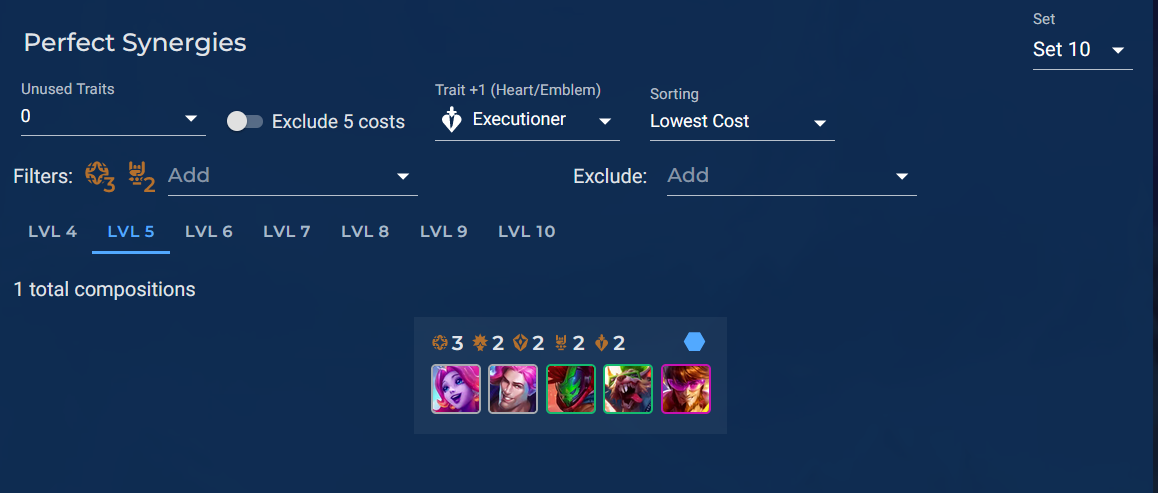 Perfect Synergies
Set
Set 10
Unused Traits
0
Exclude 5 costs
Trait +1 (Heart/Emblem)
Executioner
Sorting
Lowest Cost
Filters: 3 2 Add
Exclude: Add
LVL 4 LVL 5 LVL 6 LVL 7 LVL 8 LVL 9 LVL 10
1 total compositions
3 2 2 2 2